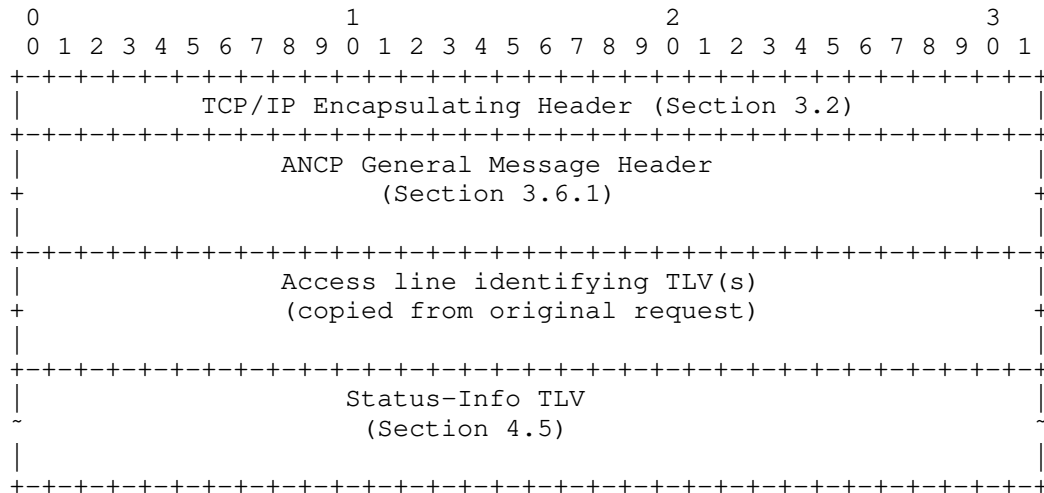 0                   1                   2                   3
0 1 2 3 4 5 6 7 8 9 0 1 2 3 4 5 6 7 8 9 0 1 2 3 4 5 6 7 8 9 0 1
+-+-+-+-+-+-+-+-+-+-+-+-+-+-+-+-+-+-+-+-+-+-+-+-+-+-+-+-+-+-+-+-+
|           TCP/IP Encapsulating Header (Section 3.2)           |
+-+-+-+-+-+-+-+-+-+-+-+-+-+-+-+-+-+-+-+-+-+-+-+-+-+-+-+-+-+-+-+-+
|                ANCP General Message Header                    |
+                      (Section 3.6.1)                          +
|                                                               |
+-+-+-+-+-+-+-+-+-+-+-+-+-+-+-+-+-+-+-+-+-+-+-+-+-+-+-+-+-+-+-+-+
|                Access line identifying TLV(s)                 |
+                (copied from original request)                 +
|                                                               |
+-+-+-+-+-+-+-+-+-+-+-+-+-+-+-+-+-+-+-+-+-+-+-+-+-+-+-+-+-+-+-+-+
|                    Status-Info TLV                            |
~                     (Section 4.5)                             ~
|                                                               |
+-+-+-+-+-+-+-+-+-+-+-+-+-+-+-+-+-+-+-+-+-+-+-+-+-+-+-+-+-+-+-+-+